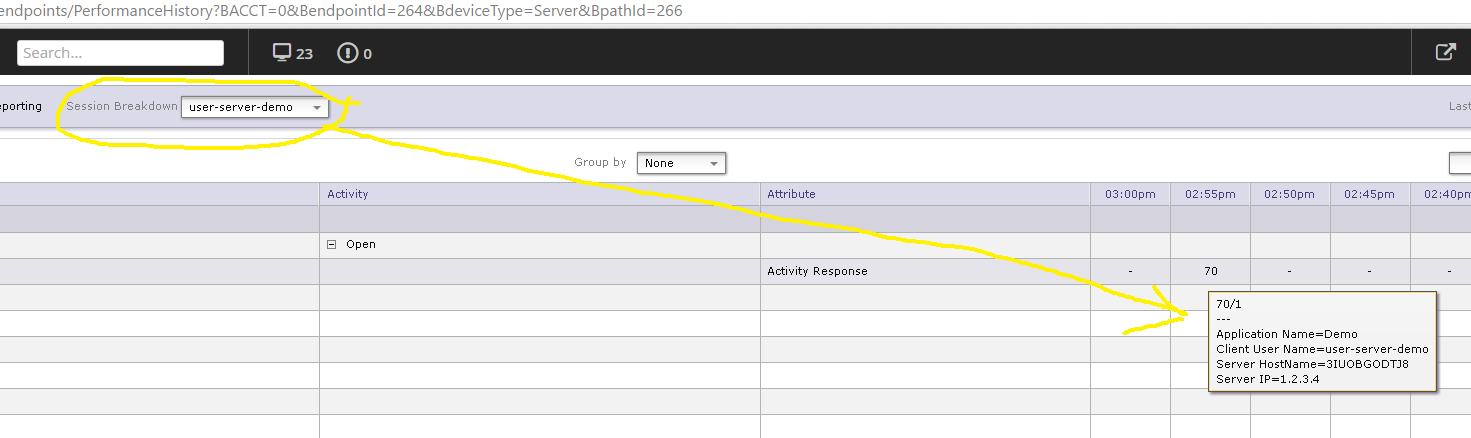 endpoints/PerformanceHistory?BACCT=0&BendpointId=264&BdeviceType=Server&BpathId=266
Search... 23 0
eporting Session Breakdown user-server-demo Last
Group by None
Activity Attribute 03:00pm 02:55pm 02:50pm 02:45pm 02:40pm
Open
Activity Response - 70 - - -
70/1
---
Application Name=Demo
Client User Name=user-server-demo
Server HostName=3IUOBGODTJ8
Server IP=1.2.3.4